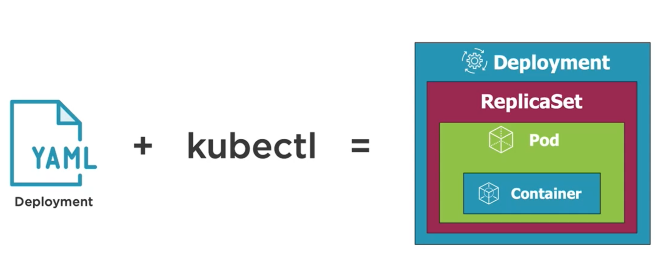 YAML
Deployment
+ kubectl =
Deployment
ReplicaSet
Pod
Container